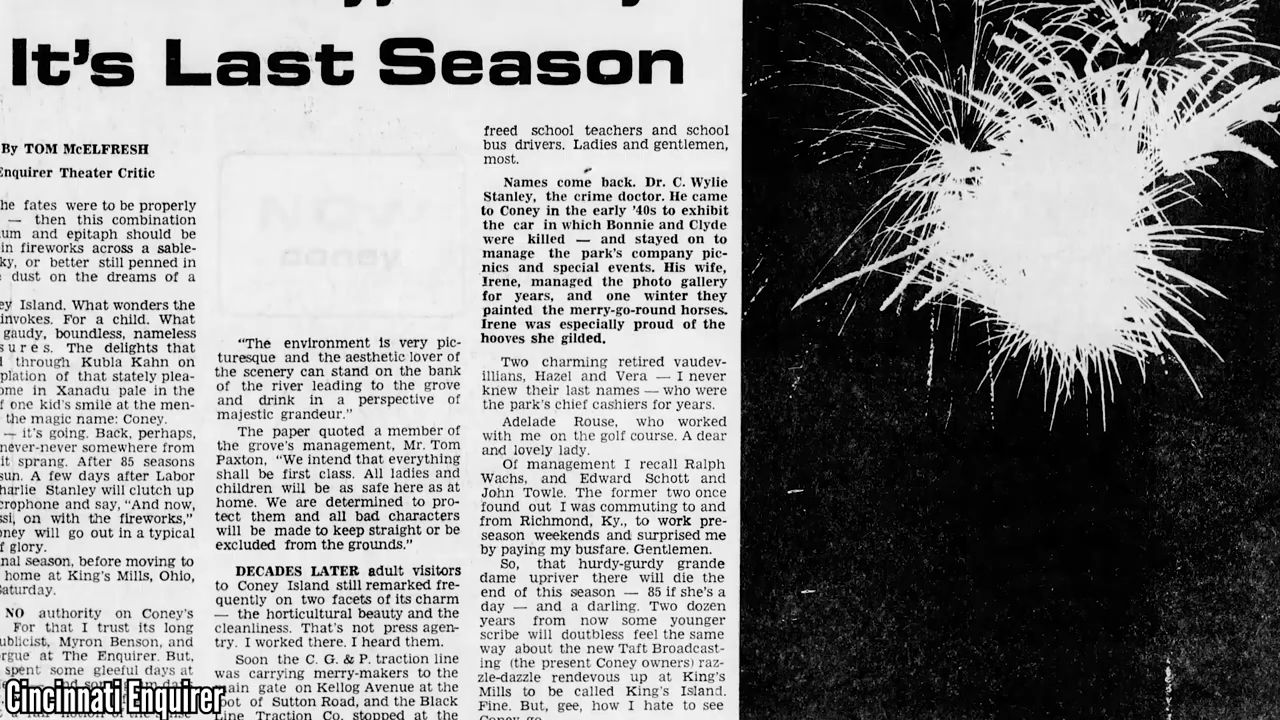 It's Last Season
By TOM McELFRESH
Enquirer Theater Critic
he fates were to be properly
— then this combination
um and epitaph should be
in fireworks across a sable-
ky, or better still penned in
dust on the dreams of a
ey Island. What wonders the
invokes. For a child. What
gaudy, boundless, nameless
sures. The delights that
through Kubla Kahn on
plation of that stately plea-
ome in Xanadu pale in the
f one kid's smile at the men-
the magic name: Coney.
— it's going. Back, perhaps,
never-never somewhere from
it sprang. After 85 seasons
sun. A few days after Labor
harlie Stanley will clutch up
crophone and say, "And now,
ssi, on with the fireworks,"
oney will go out in a typical
f glory.
nal season, before moving to
home at King's Mills, Ohio,
Saturday.
NO authority on Coney's
For that I trust its long
ublicist, Myron Benson, and
rgue at The Enquirer. But,
spent some gleeful days at
"The environment is very pic-
turesque and the aesthetic lover of
the scenery can stand on the bank
of the river leading to the grove
and drink in a perspective of
majestic grandeur."
The paper quoted a member of
the grove's management, Mr. Tom
Paxton, "We intend that everything
shall be first class. All ladies and
children will be as safe here as at
home. We are determined to pro-
tect them and all bad characters
will be made to keep straight or be
excluded from the grounds."
DECADES LATER adult visitors
to Coney Island still remarked fre-
quently on two facets of its charm
— the horticultural beauty and the
cleanliness. That's not press agen-
try. I worked there. I heard them.
Soon the C. G. & P. traction line
was carrying merry-makers to the
main gate on Kellog Avenue at the
foot of Sutton Road, and the Black
Line Traction Co. stopped at the
freed school teachers and school
bus drivers. Ladies and gentlemen,
most.
Names come back. Dr. C. Wylie
Stanley, the crime doctor. He came
to Coney in the early '40s to exhibit
the car in which Bonnie and Clyde
were killed — and stayed on to
manage the park's company pic-
nics and special events. His wife,
Irene, managed the photo gallery
for years, and one winter they
painted the merry-go-round horses.
Irene was especially proud of the
hooves she gilded.
Two charming retired vaudev-
illians, Hazel and Vera — I never
knew their last names — who were
the park's chief cashiers for years.
Adelade Rouse, who worked
with me on the golf course. A dear
and lovely lady.
Of management I recall Ralph
Wachs, and Edward Schott and
John Towle. The former two once
found out I was commuting to and
from Richmond, Ky., to work pre-
season weekends and surprised me
by paying my busfare. Gentlemen.
So, that hurdy-gurdy grande
dame upriver there will die the
end of this season — 85 if she's a
day — and a darling. Two dozen
years from now some younger
scribe will doubtless feel the same
way about the new Taft Broadcast-
ing (the present Coney owners) raz-
zle-dazzle rendevous up at King's
Mills to be called King's Island.
Fine. But, gee, how I hate to see
Coney go
Cincinnati Enquirer